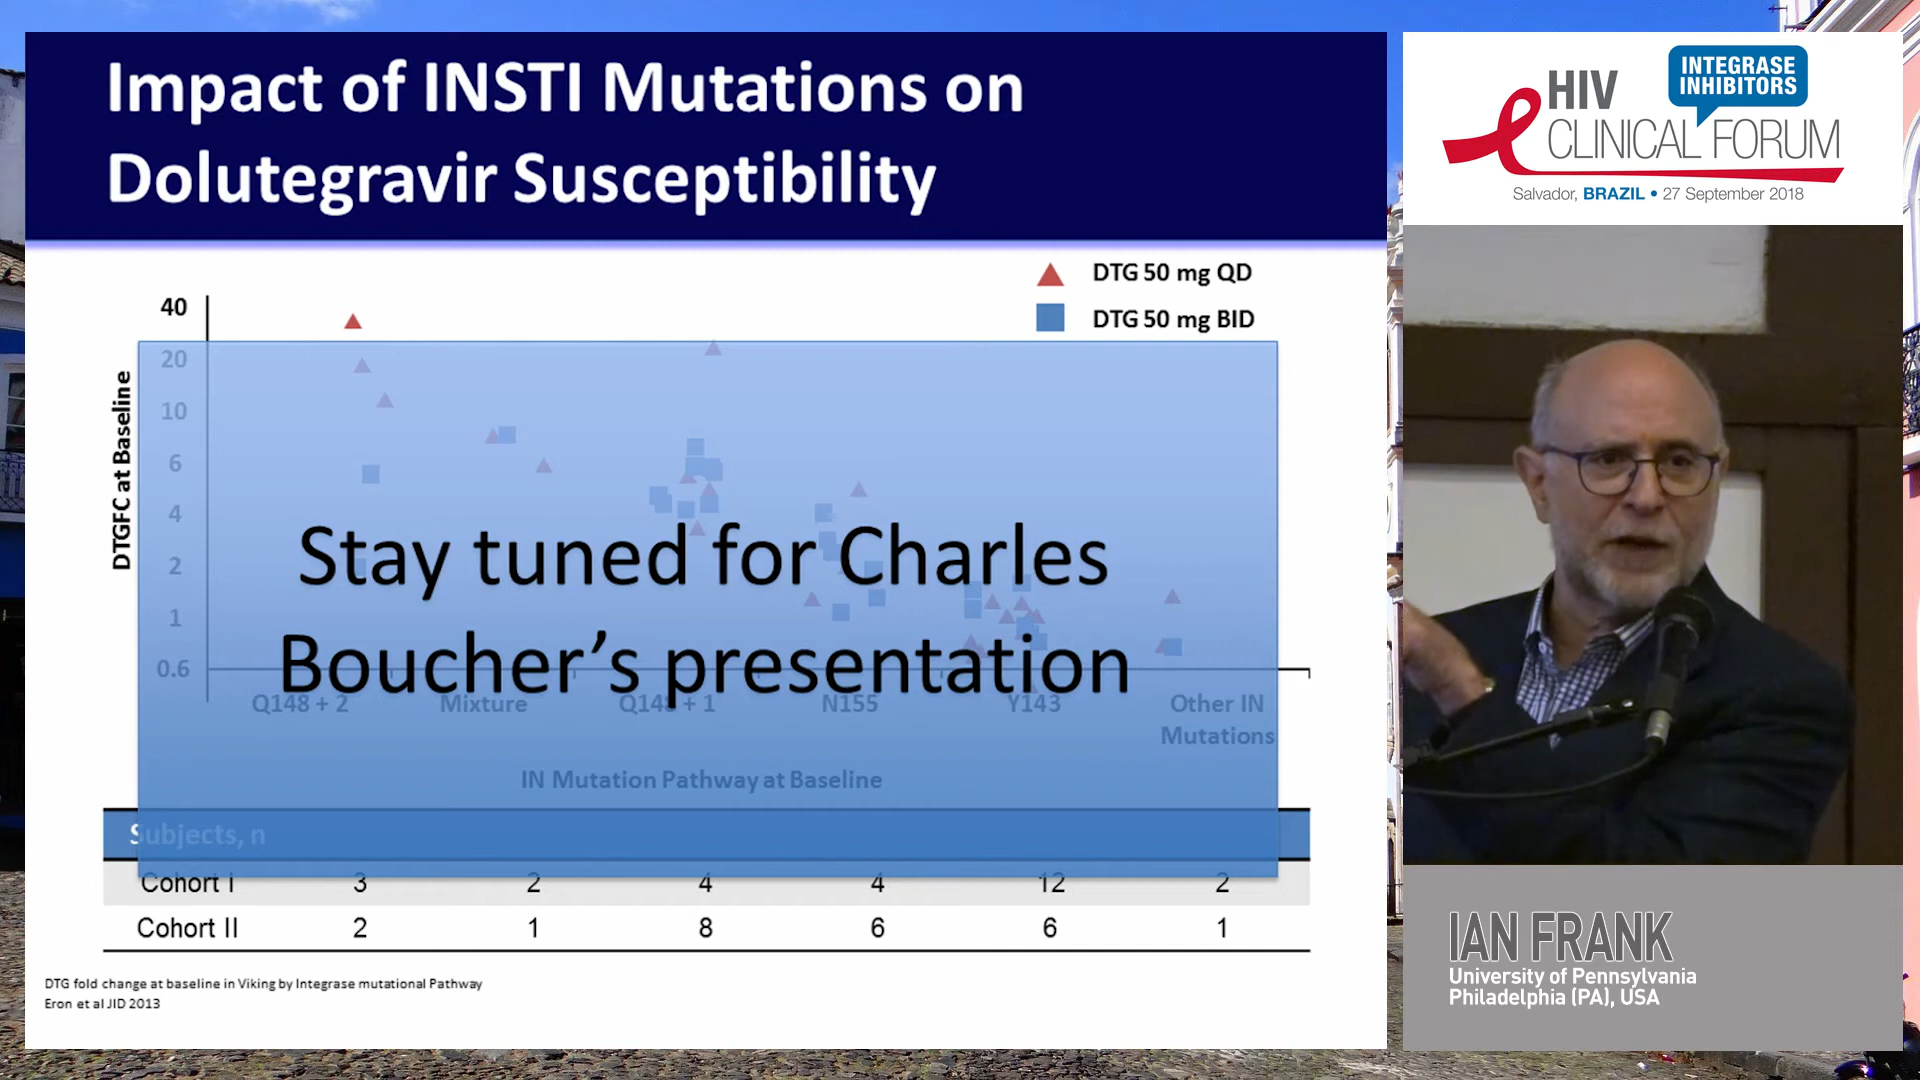 Impact of INSTI Mutations on
Dolutegravir Susceptibility
DTG 50 mg QD
DTG 50 mg BID
DTGFC at Baseline
40
20
10
6
4
2
1
0.6
Stay tuned for Charles
Boucher’s presentation
Q148 + 2 Mixture Q148 + 1 N155 Y143 Other IN
Mutations
IN Mutation Pathway at Baseline
Subjects, n
Cohort I 3 2 4 4 12 2
Cohort II 2 1 8 6 6 1
DTG fold change at baseline in Viking by Integrase mutational Pathway
Eron et al JID 2013
INTEGRASE
INHIBITORS
HIV
CLINICAL FORUM
Salvador, BRAZIL • 27 September 2018
IAN FRANK
University of Pennsylvania
Philadelphia (PA), USA